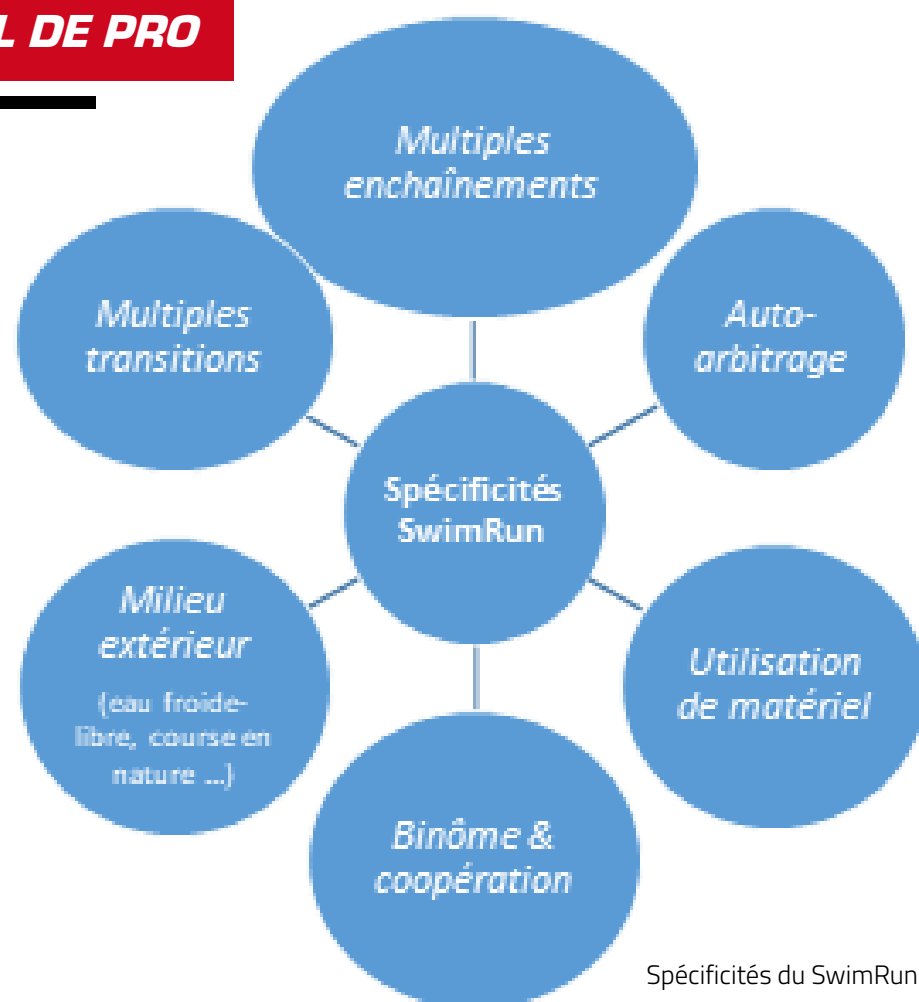 L DE PRO
Multiples
enchaînements
Multiples
transitions
Auto-
arbitrage
Spécificités
SwimRun
Milieu
extérieur
(eau froide-
libre, course en
nature ...)
Utilisation
de matériel
Binôme &
coopération
Spécificités du SwimRun